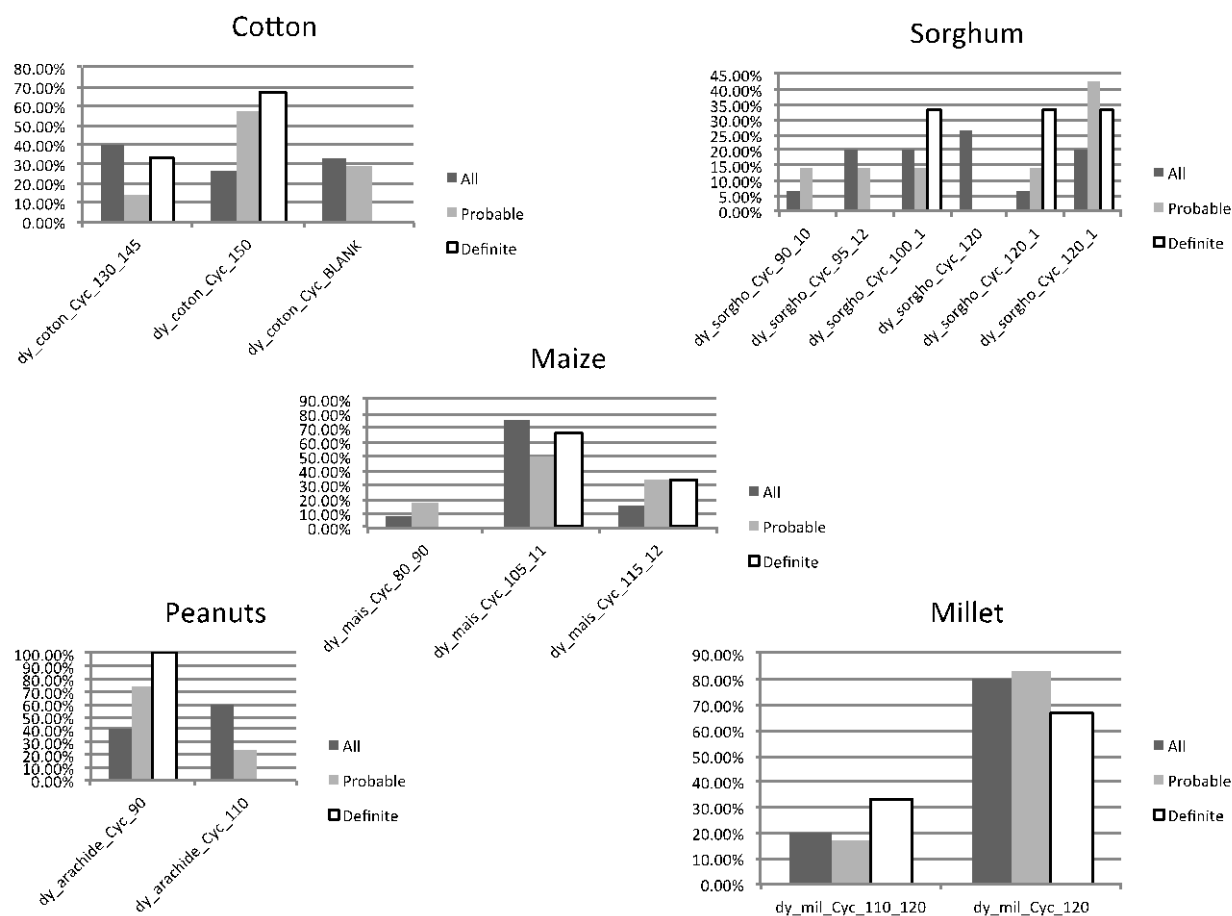 Cotton
80.00%
70.00%
60.00%
50.00%
40.00%
30.00%
20.00%
10.00%
0.00%
dy_coton_Cyc_130_145
dy_coton_Cyc_150
dy_coton_Cyc_BLANK
All
Probable
Definite
Sorghum
45.00%
40.00%
35.00%
30.00%
25.00%
20.00%
15.00%
10.00%
5.00%
0.00%
dy_sorgho_Cyc_90_10
dy_sorgho_Cyc_95_12
dy_sorgho_Cyc_100_1
dy_sorgho_Cyc_120
dy_sorgho_Cyc_120_1
dy_sorgho_Cyc_120_1
All
Probable
Definite
Maize
90.00%
80.00%
70.00%
60.00%
50.00%
40.00%
30.00%
20.00%
10.00%
0.00%
dy_mais_Cyc_80_90
dy_mais_Cyc_105_11
dy_mais_Cyc_115_12
All
Probable
Definite
Peanuts
100.00%
90.00%
80.00%
70.00%
60.00%
50.00%
40.00%
30.00%
20.00%
10.00%
0.00%
dy_arachide_Cyc_90
dy_arachide_Cyc_110
All
Probable
Definite
Millet
90.00%
80.00%
70.00%
60.00%
50.00%
40.00%
30.00%
20.00%
10.00%
0.00%
dy_mil_Cyc_110_120
dy_mil_Cyc_120
All
Probable
Definite